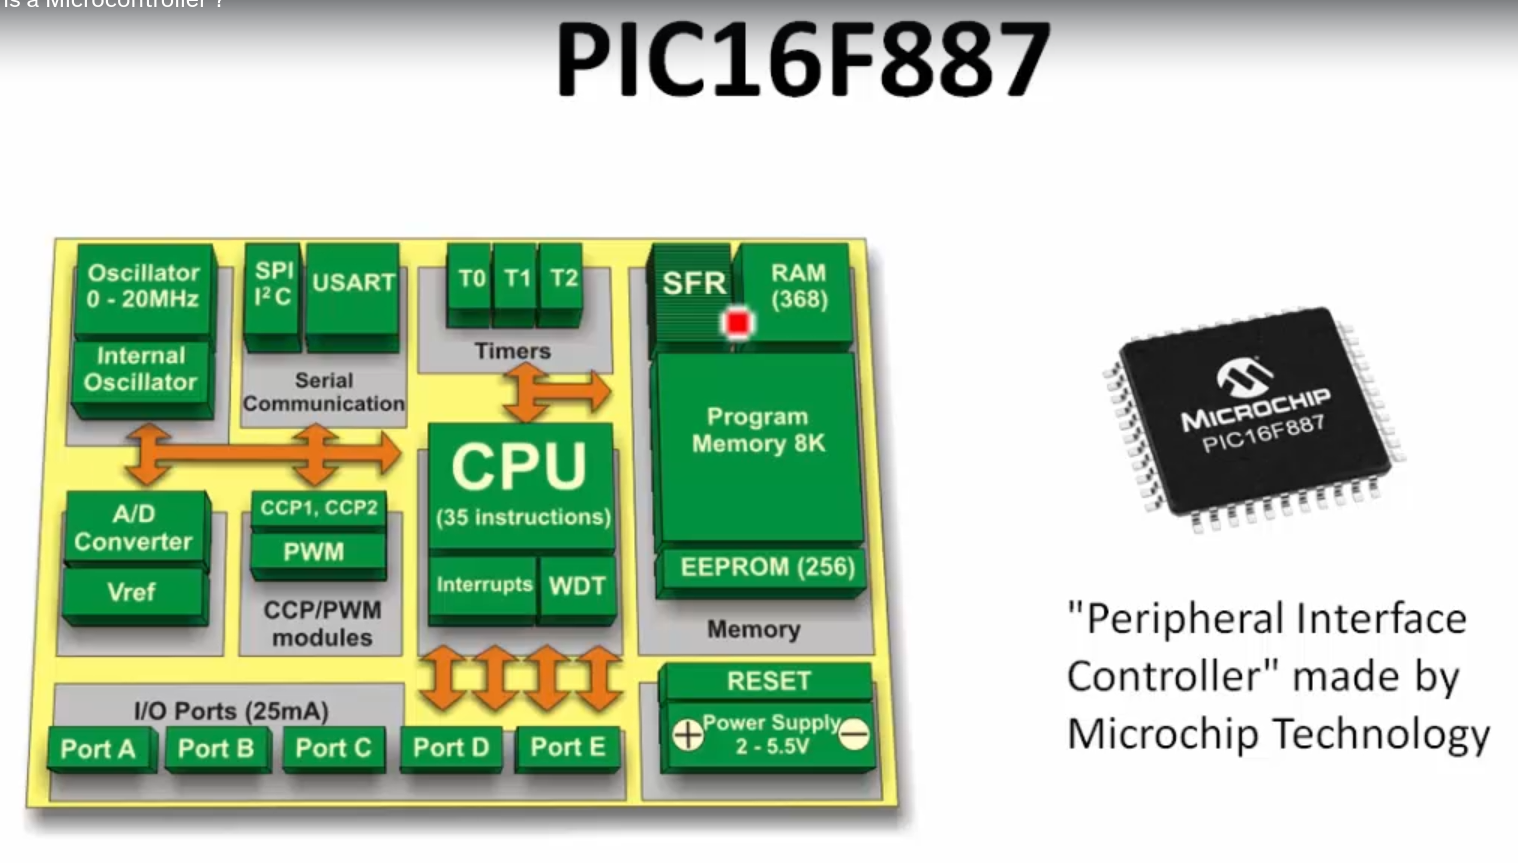 is a Microcontroller ?
PIC16F887
Oscillator
0 - 20MHz
Internal
Oscillator
SPI
I²C
USART
Serial
Communication
T0
T1
T2
Timers
SFR
RAM
(368)
Program
Memory 8K
EEPROM (256)
Memory
CPU
(35 instructions)
Interrupts
WDT
A/D
Converter
Vref
CCP1, CCP2
PWM
CCP/PWM
modules
I/O Ports (25mA)
Port A
Port B
Port C
Port D
Port E
RESET
Power Supply
2 - 5.5V
MICROCHIP
PIC16F887
"Peripheral Interface
Controller" made by
Microchip Technology